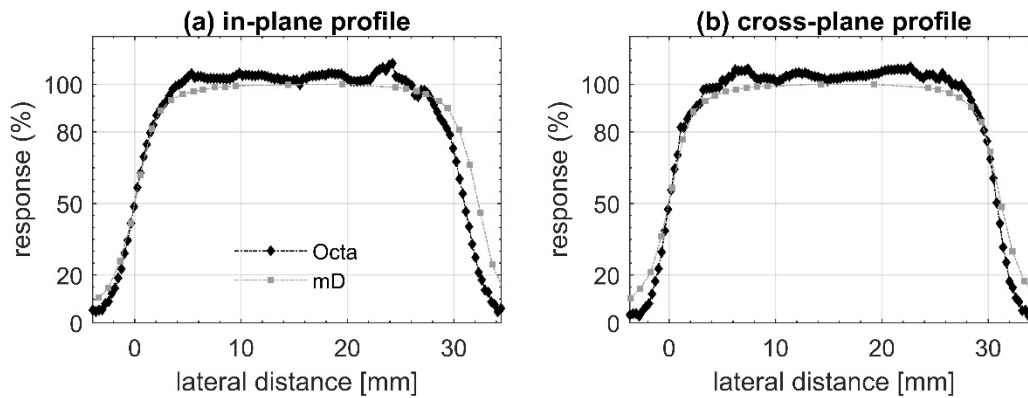 (a) in-plane profile
response (%)
100
80
50
20
0
Octa
mD
0 10 20 30
lateral distance [mm]
(b) cross-plane profile
response (%)
100
80
50
20
0
0 10 20 30
lateral distance [mm]